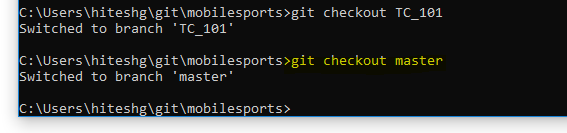 C:\Users\hiteshg\git\mobilesports>git checkout TC_101
Switched to branch 'TC_101'
C:\Users\hiteshg\git\mobilesports>git checkout master
Switched to branch 'master'
C:\Users\hiteshg\git\mobilesports>